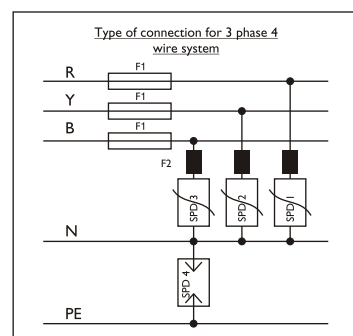 Type of connection for 3 phase 4
wire system
R
F1
Y
F1
B
F1
F2
SPD 3
SPD 2
SPD 1
N
SPD 4
PE